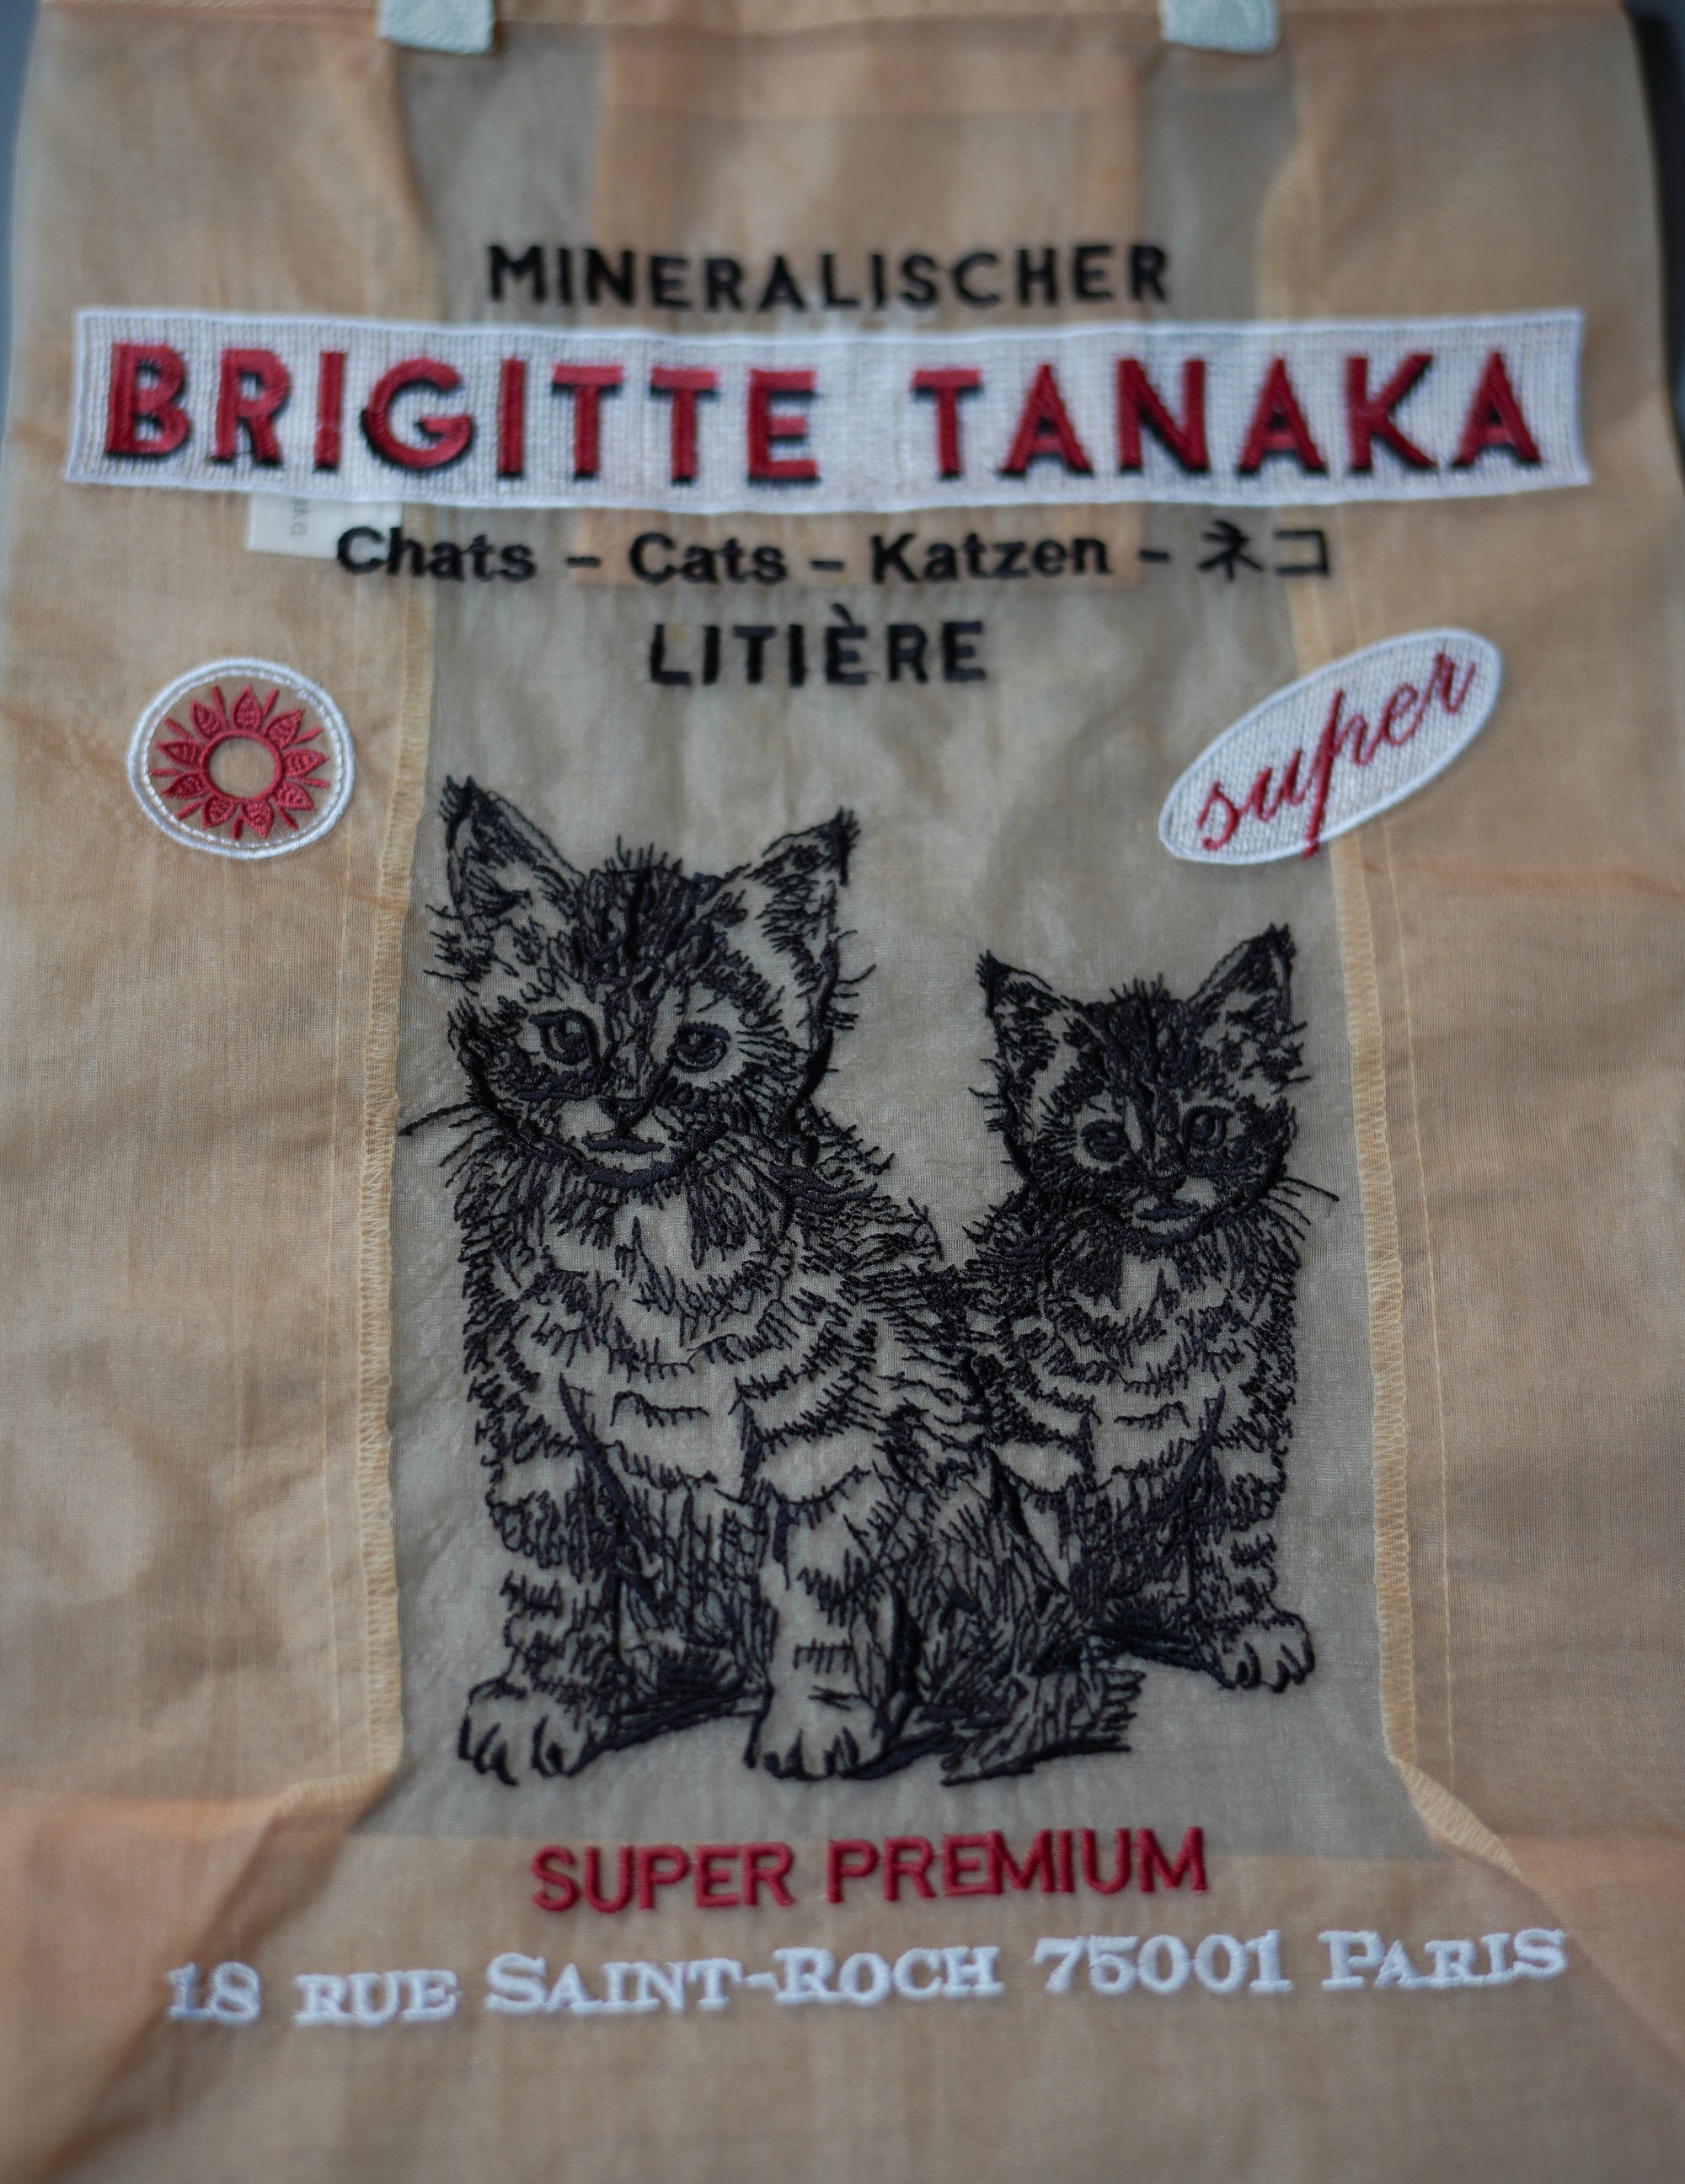 MINERALISCHER
BRIGITTE TANAKA
Chats – Cats – Katzen – ネコ
LITIÈRE
super
SUPER PREMIUM
18 RUE SAINT-ROCH 75001 PARIS